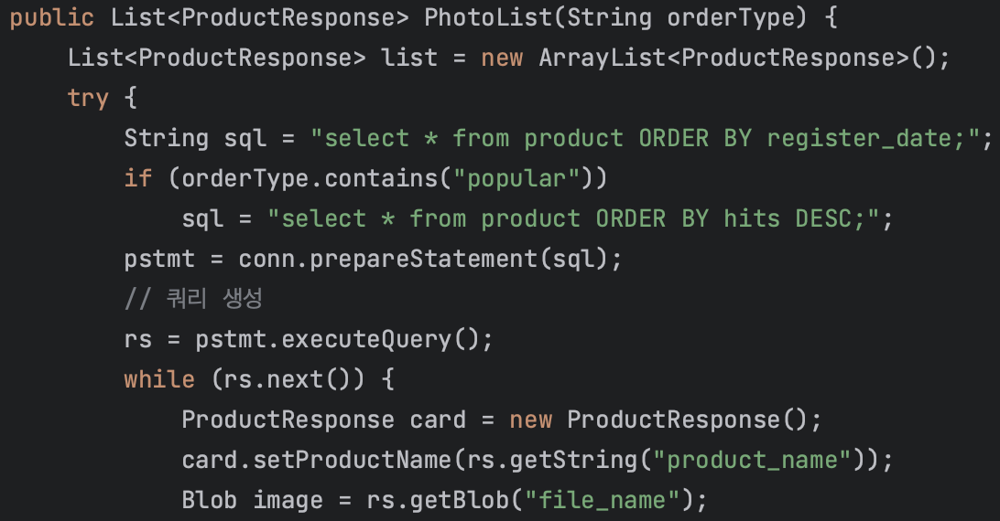 public List<ProductResponse> PhotoList(String orderType) {
List<ProductResponse> list = new ArrayList<ProductResponse>();
try {
String sql = "select * from product ORDER BY register_date;";
if (orderType.contains("popular"))
sql = "select * from product ORDER BY hits DESC;";
pstmt = conn.prepareStatement(sql);
// 쿼리 생성
rs = pstmt.executeQuery();
while (rs.next()) {
ProductResponse card = new ProductResponse();
card.setProductName(rs.getString("product_name"));
Blob image = rs.getBlob("file_name");